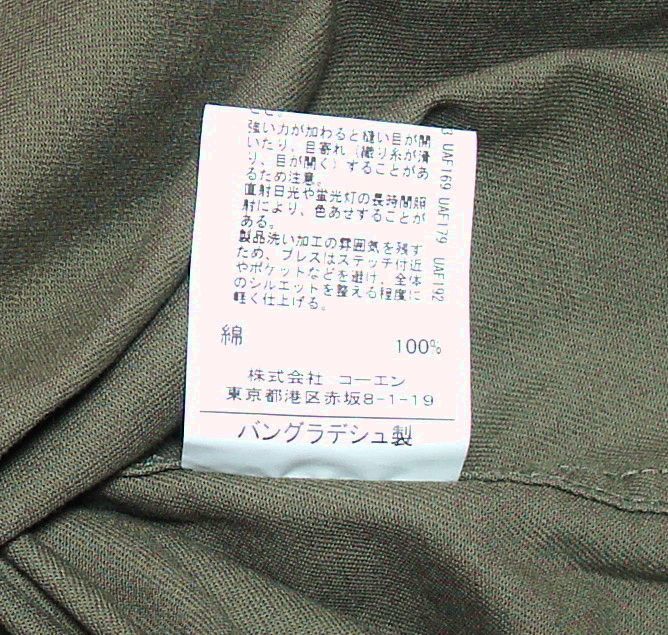 強い力が加わると縫い目が開
いたり、目寄れ（織り糸が滑
り、目が開く）することがあ
るため注意。
直射日光や蛍光灯の長時間照
射により、色あせすることが
ある。
製品洗い加工の雰囲気を残す
ため、プレスはステッチ付近
やポケットなどを避け、全体
のシルエットを整える程度に
軽く仕上げる。
綿 100%
株式会社 コーエン
東京都港区赤坂8-1-19
バングラデシュ製
3 UAF169 UAF179 UAF192